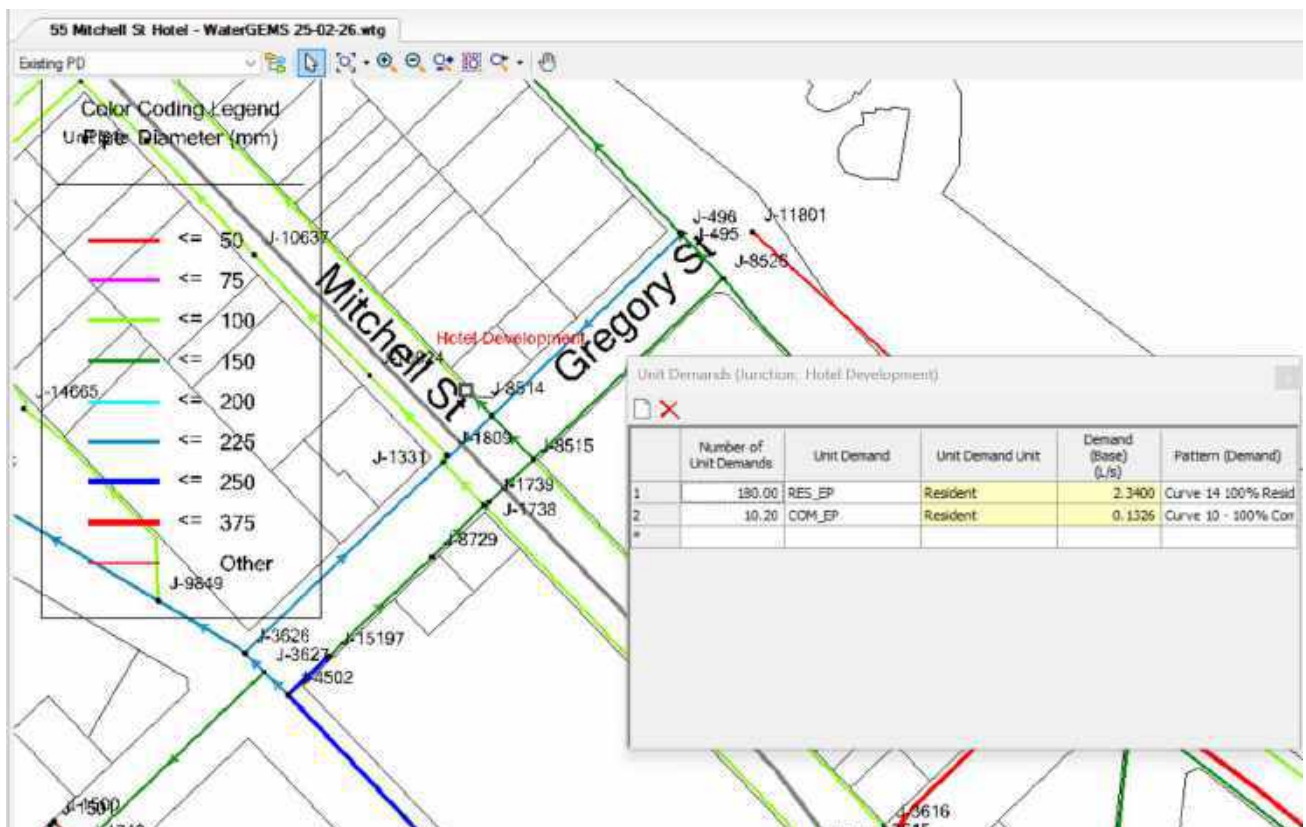 55 Mitchell St Hotel - WaterGEMS 25-02-26.wtg
Existing PD
Color Coding Legend
Pipe Diameter (mm)
<= 50
<= 75
<= 100
<= 150
<= 200
<= 225
<= 250
<= 375
Other
J-10637
J-14665
J-9849
Mitchell St
Gregory St
Hotel Development
J-496
J-11801
J-495
J-8526
J-8514
J-1809
J-8515
J-1331
J-1739
J-1738
J-8729
J-3626
J-15197
J-3627
J-4502
J-1500
J-3616
Unit Demands (Junction: Hotel Development)
Number of Unit Demands
Unit Demand
Unit Demand Unit
Demand (Base) (L/s)
Pattern (Demand)
1 180.00 RES_EP Resident 2.3400 Curve 14 100% Resid
2 10.20 COM_EP Resident 0.1326 Curve 10 - 100% Com
*